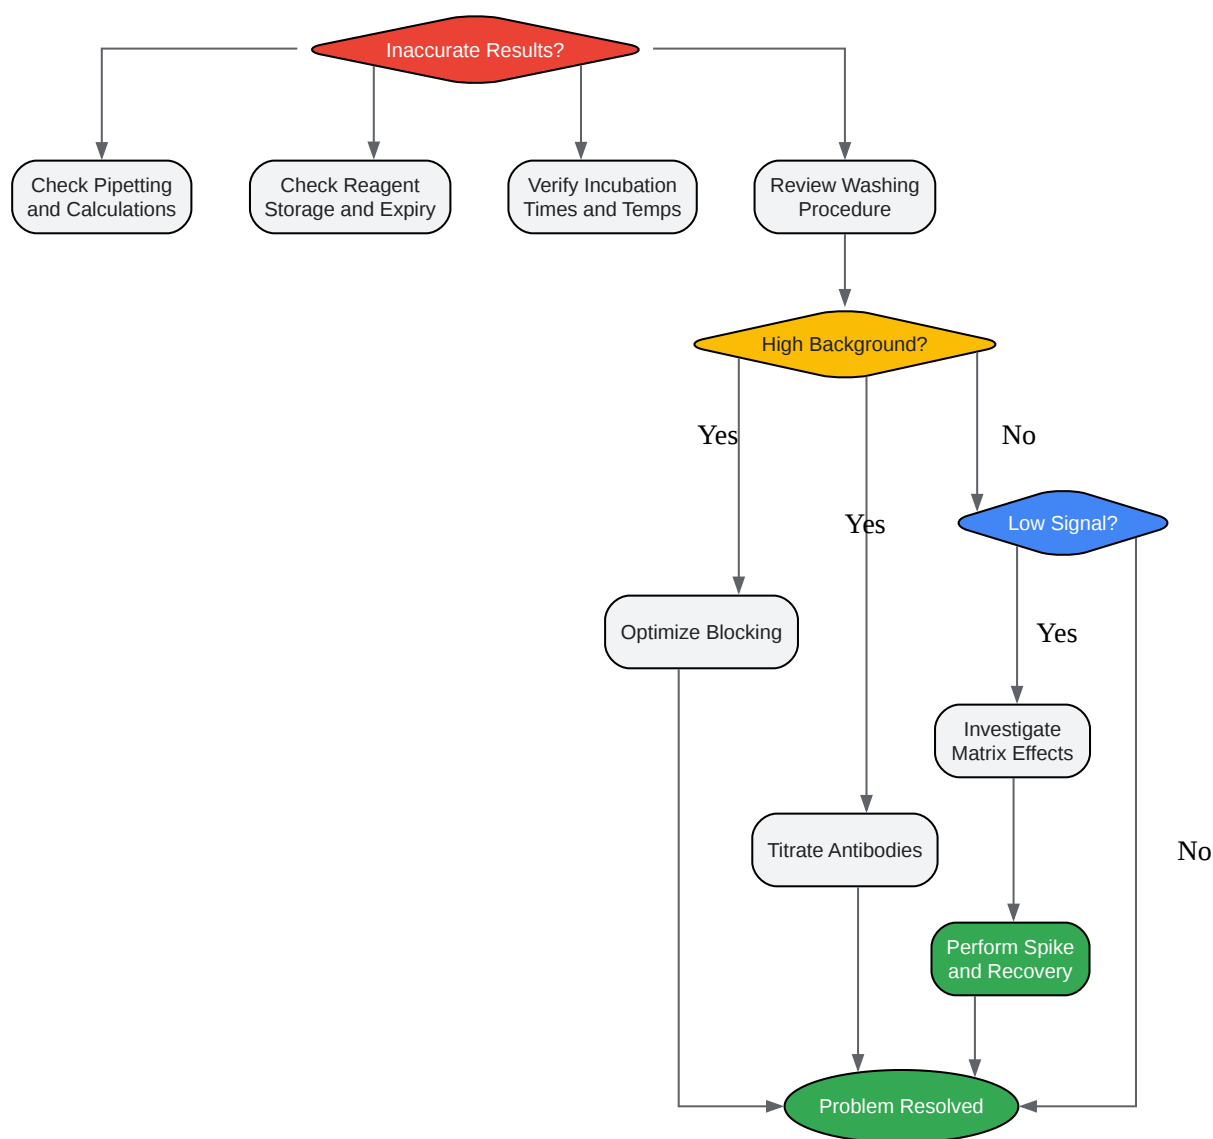 Inaccurate Results?
Check Pipetting
and Calculations
Check Reagent
Storage and Expiry
Verify Incubation
Times and Temps
Review Washing
Procedure
High Background?
Yes
No
Yes
Low Signal?
Optimize Blocking
Yes
Investigate
Matrix Effects
Titrate Antibodies
No
Perform Spike
and Recovery
Problem Resolved